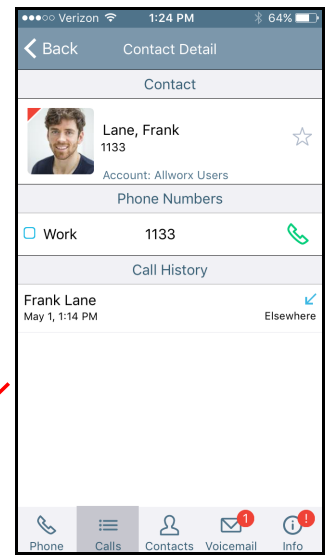 Verizon 1:24 PM 64%
Back Contact Detail
Contact
Lane, Frank
1133
Account: Allworx Users
Phone Numbers
Work 1133
Call History
Frank Lane
May 1, 1:14 PM Elsewhere
1 !
Phone Calls Contacts Voicemail Info